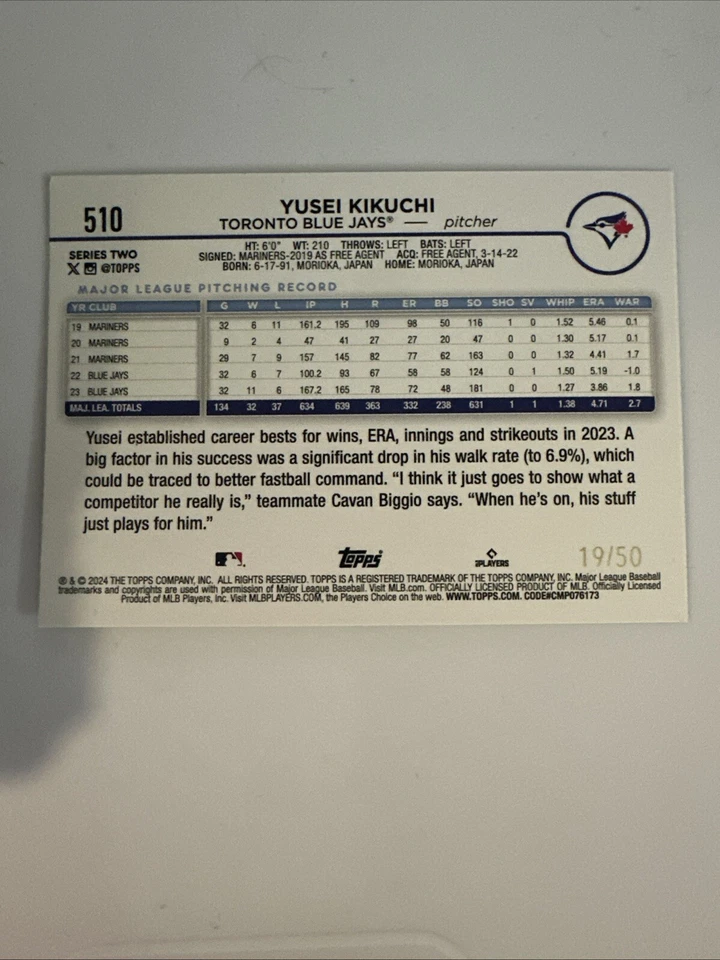 510
YUSEI KIKUCHI
TORONTO BLUE JAYS® — pitcher
SERIES TWO
@TOPPS
HT: 6'0" WT: 210 THROWS: LEFT BATS: LEFT
SIGNED: MARINERS-2019 AS FREE AGENT ACQ: FREE AGENT, 3-14-22
BORN: 6-17-91, MORIOKA, JAPAN HOME: MORIOKA, JAPAN
MAJOR LEAGUE PITCHING RECORD
YR CLUB G W L IP H R ER BB SO SHO SV WHIP ERA WAR
19 MARINERS 32 6 11 161.2 195 109 98 50 116 1 0 1.52 5.46 0.1
20 MARINERS 9 2 4 47 41 27 27 20 47 0 0 1.30 5.17 0.1
21 MARINERS 29 7 9 157 145 82 77 62 163 0 0 1.32 4.41 1.7
22 BLUE JAYS 32 6 7 100.2 93 67 58 58 124 0 1 1.50 5.19 -1.0
23 BLUE JAYS 32 11 6 167.2 165 78 72 48 181 0 0 1.27 3.86 1.8
MAJ. LEA. TOTALS 134 32 37 634 639 363 332 238 631 1 1 1.38 4.71 2.7
Yusei established career bests for wins, ERA, innings and strikeouts in 2023. A
big factor in his success was a significant drop in his walk rate (to 6.9%), which
could be traced to better fastball command. “I think it just goes to show what a
competitor he really is,” teammate Cavan Biggio says. “When he's on, his stuff
just plays for him.”
topps
PLAYERS
19/50
® & © 2024 THE TOPPS COMPANY, INC. ALL RIGHTS RESERVED. TOPPS IS A REGISTERED TRADEMARK OF THE TOPPS COMPANY, INC. Major League Baseball
trademarks and copyrights are used with permission of Major League Baseball. Visit MLB.com. OFFICIALLY LICENSED PRODUCT OF MLB. Officially Licensed
Product of MLB Players, Inc. Visit MLBPLAYERS.COM, the Players Choice on the web. WWW.TOPPS.COM. CODE#CMP076173